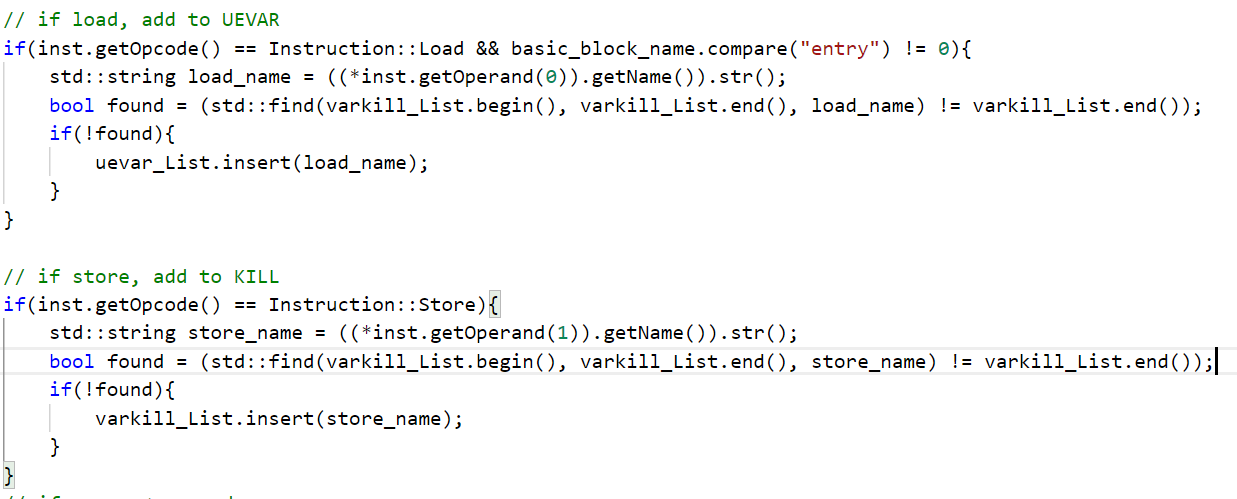 // if load, add to UEVAR
if(inst.getOpcode() == Instruction::Load && basic_block_name.compare("entry") != 0){
    std::string load_name = ((*inst.getOperand(0)).getName()).str();
    bool found = (std::find(varkill_List.begin(), varkill_List.end(), load_name) != varkill_List.end());
    if(!found){
        uevar_List.insert(load_name);
    }
}
// if store, add to KILL
if(inst.getOpcode() == Instruction::Store){
    std::string store_name = ((*inst.getOperand(1)).getName()).str();
    bool found = (std::find(varkill_List.begin(), varkill_List.end(), store_name) != varkill_List.end());
    if(!found){
        varkill_List.insert(store_name);
    }
}